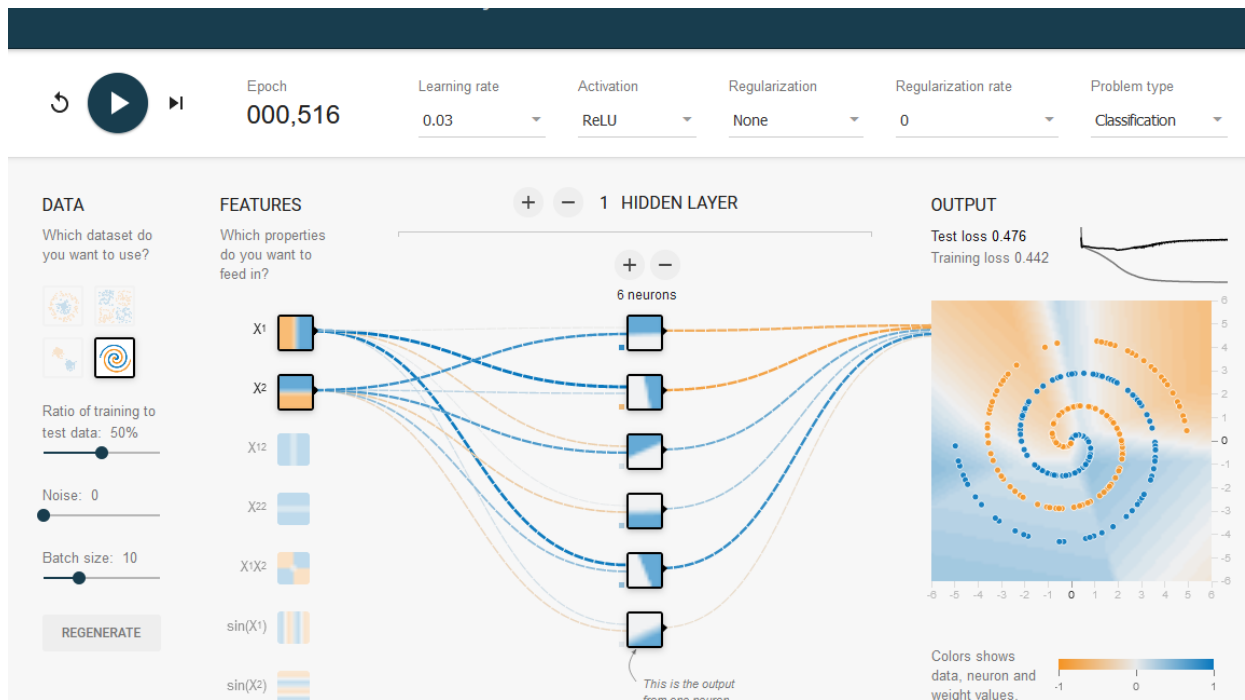 Epoch
000,516
Learning rate
0.03
Activation
ReLU
Regularization
None
Regularization rate
0
Problem type
Classification
DATA
Which dataset do
you want to use?
Ratio of training to
test data: 50%
Noise: 0
Batch size: 10
REGENERATE
FEATURES
Which properties
do you want to
feed in?
X1
X2
X12
X22
X1X2
sin(X1)
sin(X2)
+ − 1 HIDDEN LAYER
+ −
6 neurons
This is the output
from one neuron.
OUTPUT
Test loss 0.476
Training loss 0.442
6
5
4
3
2
1
0
-1
-2
-3
-4
-5
-6
-6 -5 -4 -3 -2 -1 0 1 2 3 4 5 6
Colors shows
data, neuron and
weight values.
-1 0 1